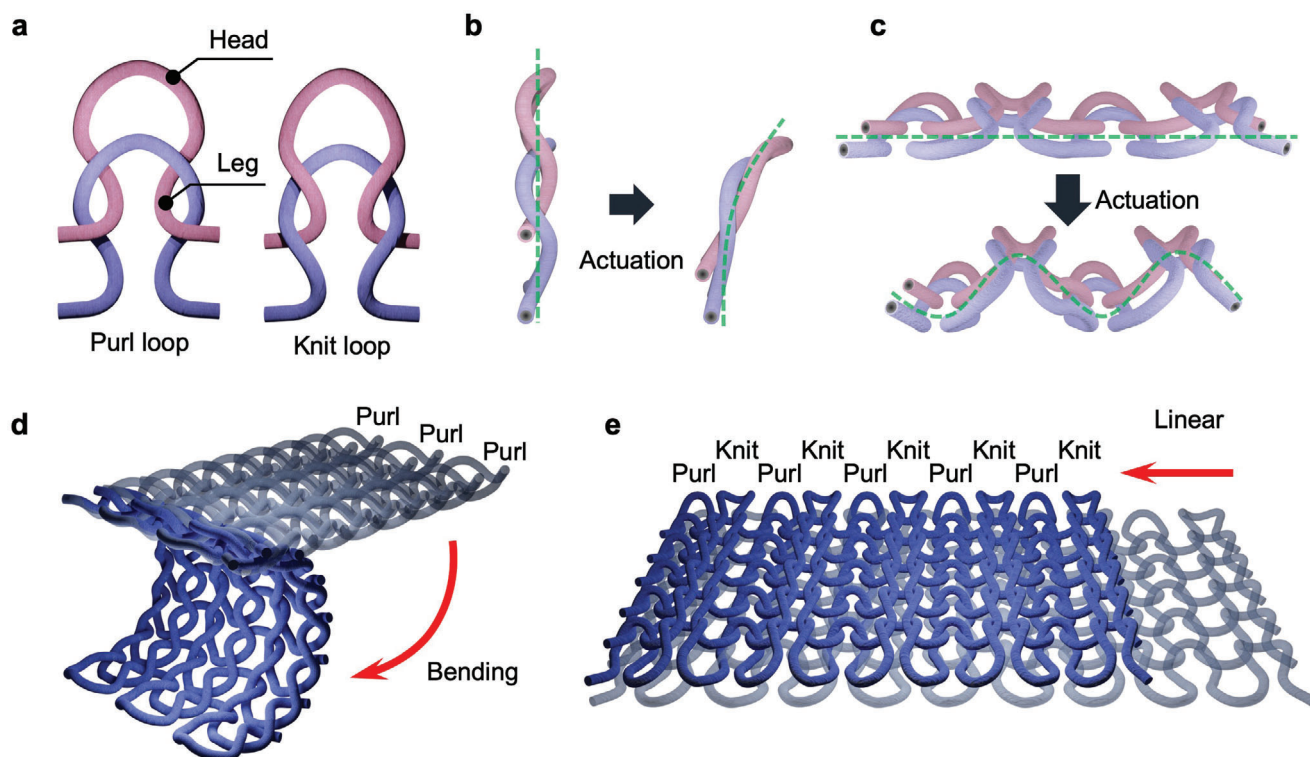 a
Head
Leg
Purl loop
Knit loop
b
Actuation
c
Actuation
d
Purl
Purl
Purl
Bending
e
Linear
Knit Knit Knit Knit Knit
Purl Purl Purl Purl Purl